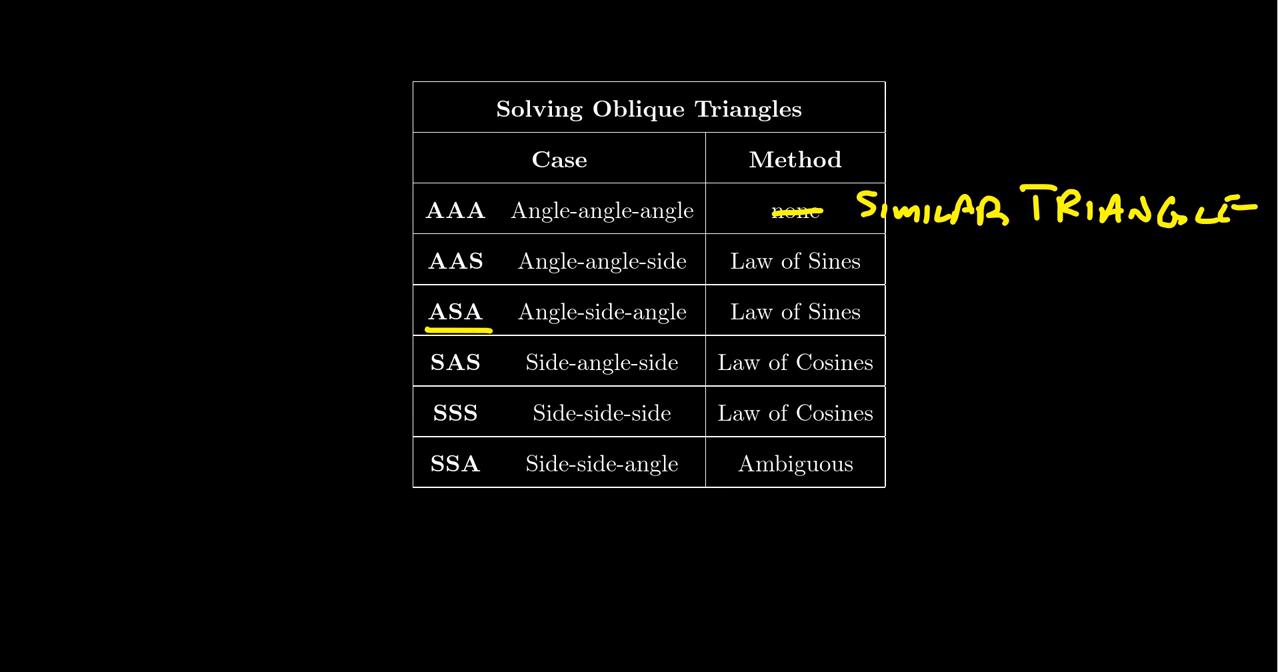 Solving Oblique Triangles
Case Method
AAA Angle-angle-angle none SIMILAR TRIANGLE
AAS Angle-angle-side Law of Sines
ASA Angle-side-angle Law of Sines
SAS Side-angle-side Law of Cosines
SSS Side-side-side Law of Cosines
SSA Side-side-angle Ambiguous